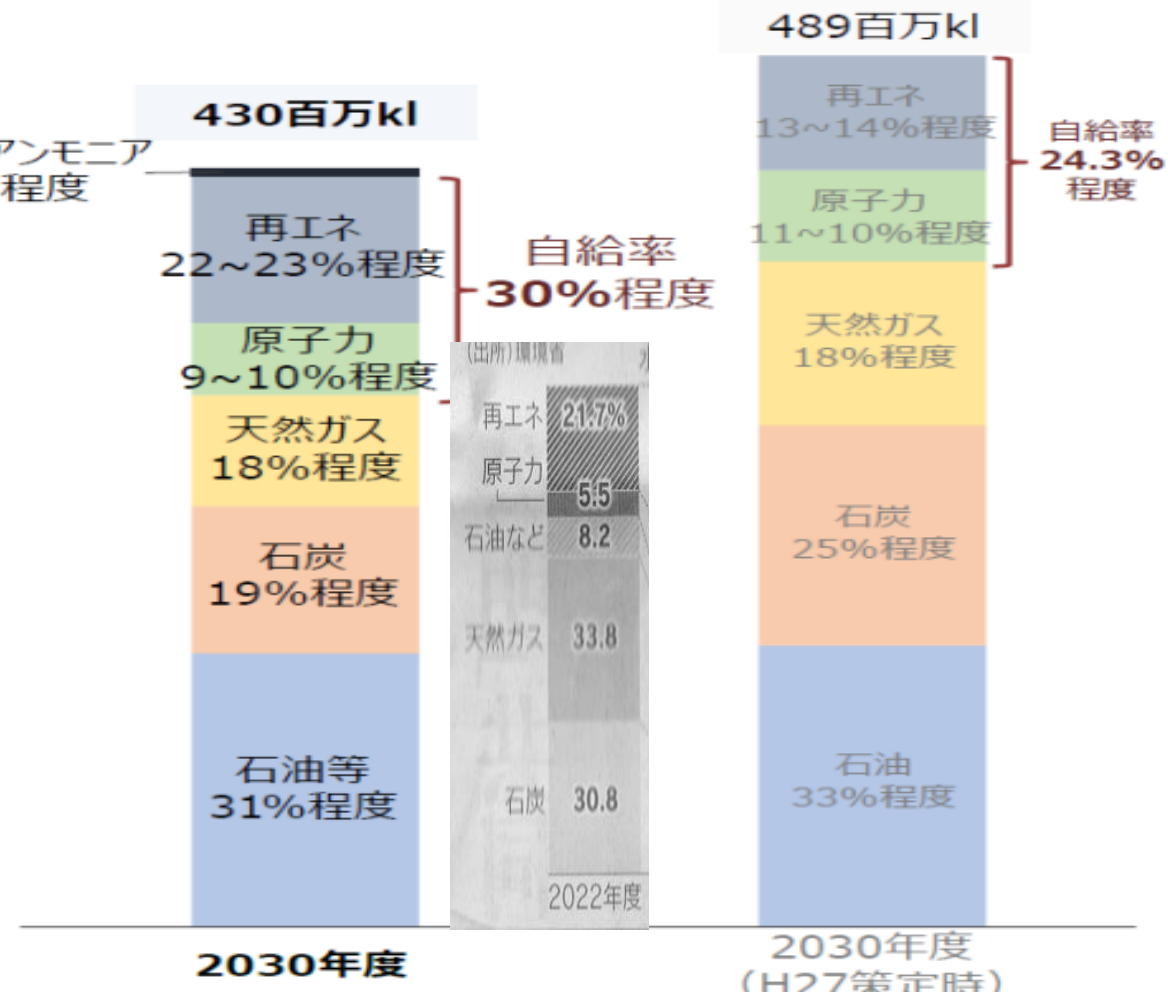 430百万kl
アンモニア
程度
再エネ
22~23%程度
原子力
9~10%程度
天然ガス
18%程度
石炭
19%程度
石油等
31%程度
2030年度
自給率
30%程度
(出所)環境省
再エネ 21.7%
原子力 5.5
石油など 8.2
天然ガス 33.8
石炭 30.8
2022年度
489百万kl
再エネ
13~14%程度
原子力
11~10%程度
天然ガス
18%程度
石炭
25%程度
石油
33%程度
2030年度
(H27策定時)
自給率
24.3%
程度